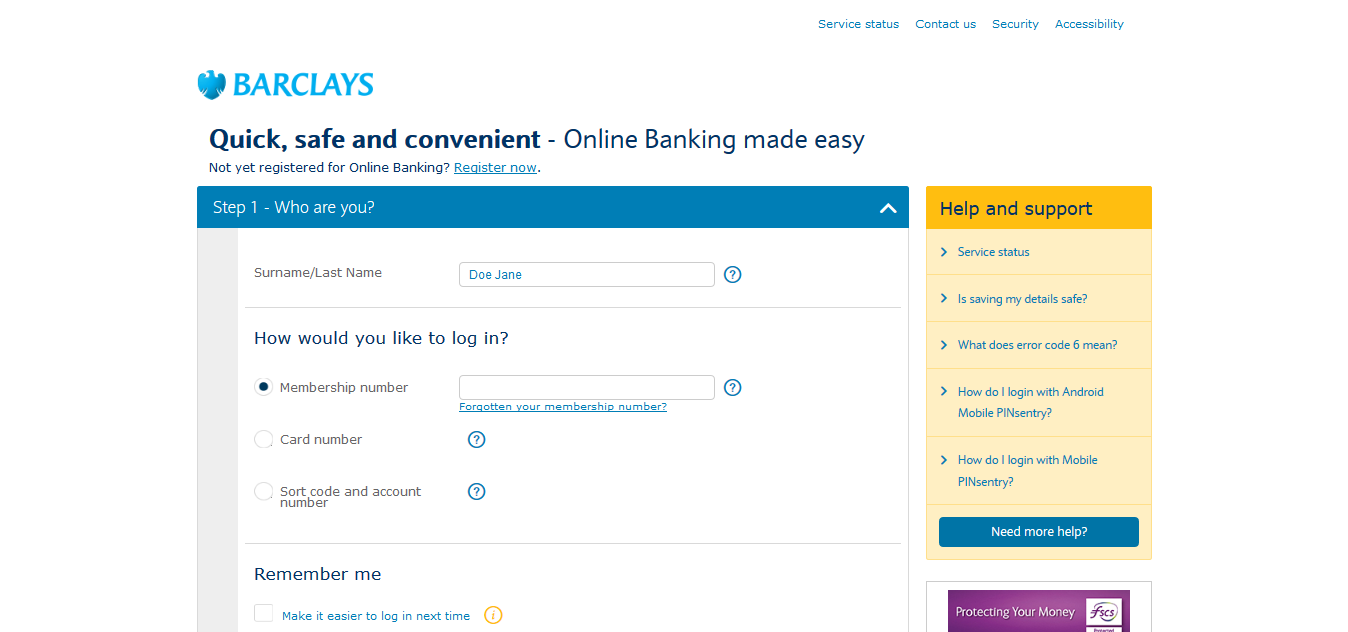 Service status Contact us Security Accessibility
BARCLAYS
Quick, safe and convenient - Online Banking made easy
Not yet registered for Online Banking? Register now.
Step 1 - Who are you?
Surname/Last Name Doe Jane ?
How would you like to log in?
Membership number ?
Forgotten your membership number?
Card number ?
Sort code and account ?
number
Remember me
Make it easier to log in next time i
Help and support
Service status
Is saving my details safe?
What does error code 6 mean?
How do I login with Android
Mobile PINsentry?
How do I login with Mobile
PINsentry?
Need more help?
Protecting Your Money fscs
Protected